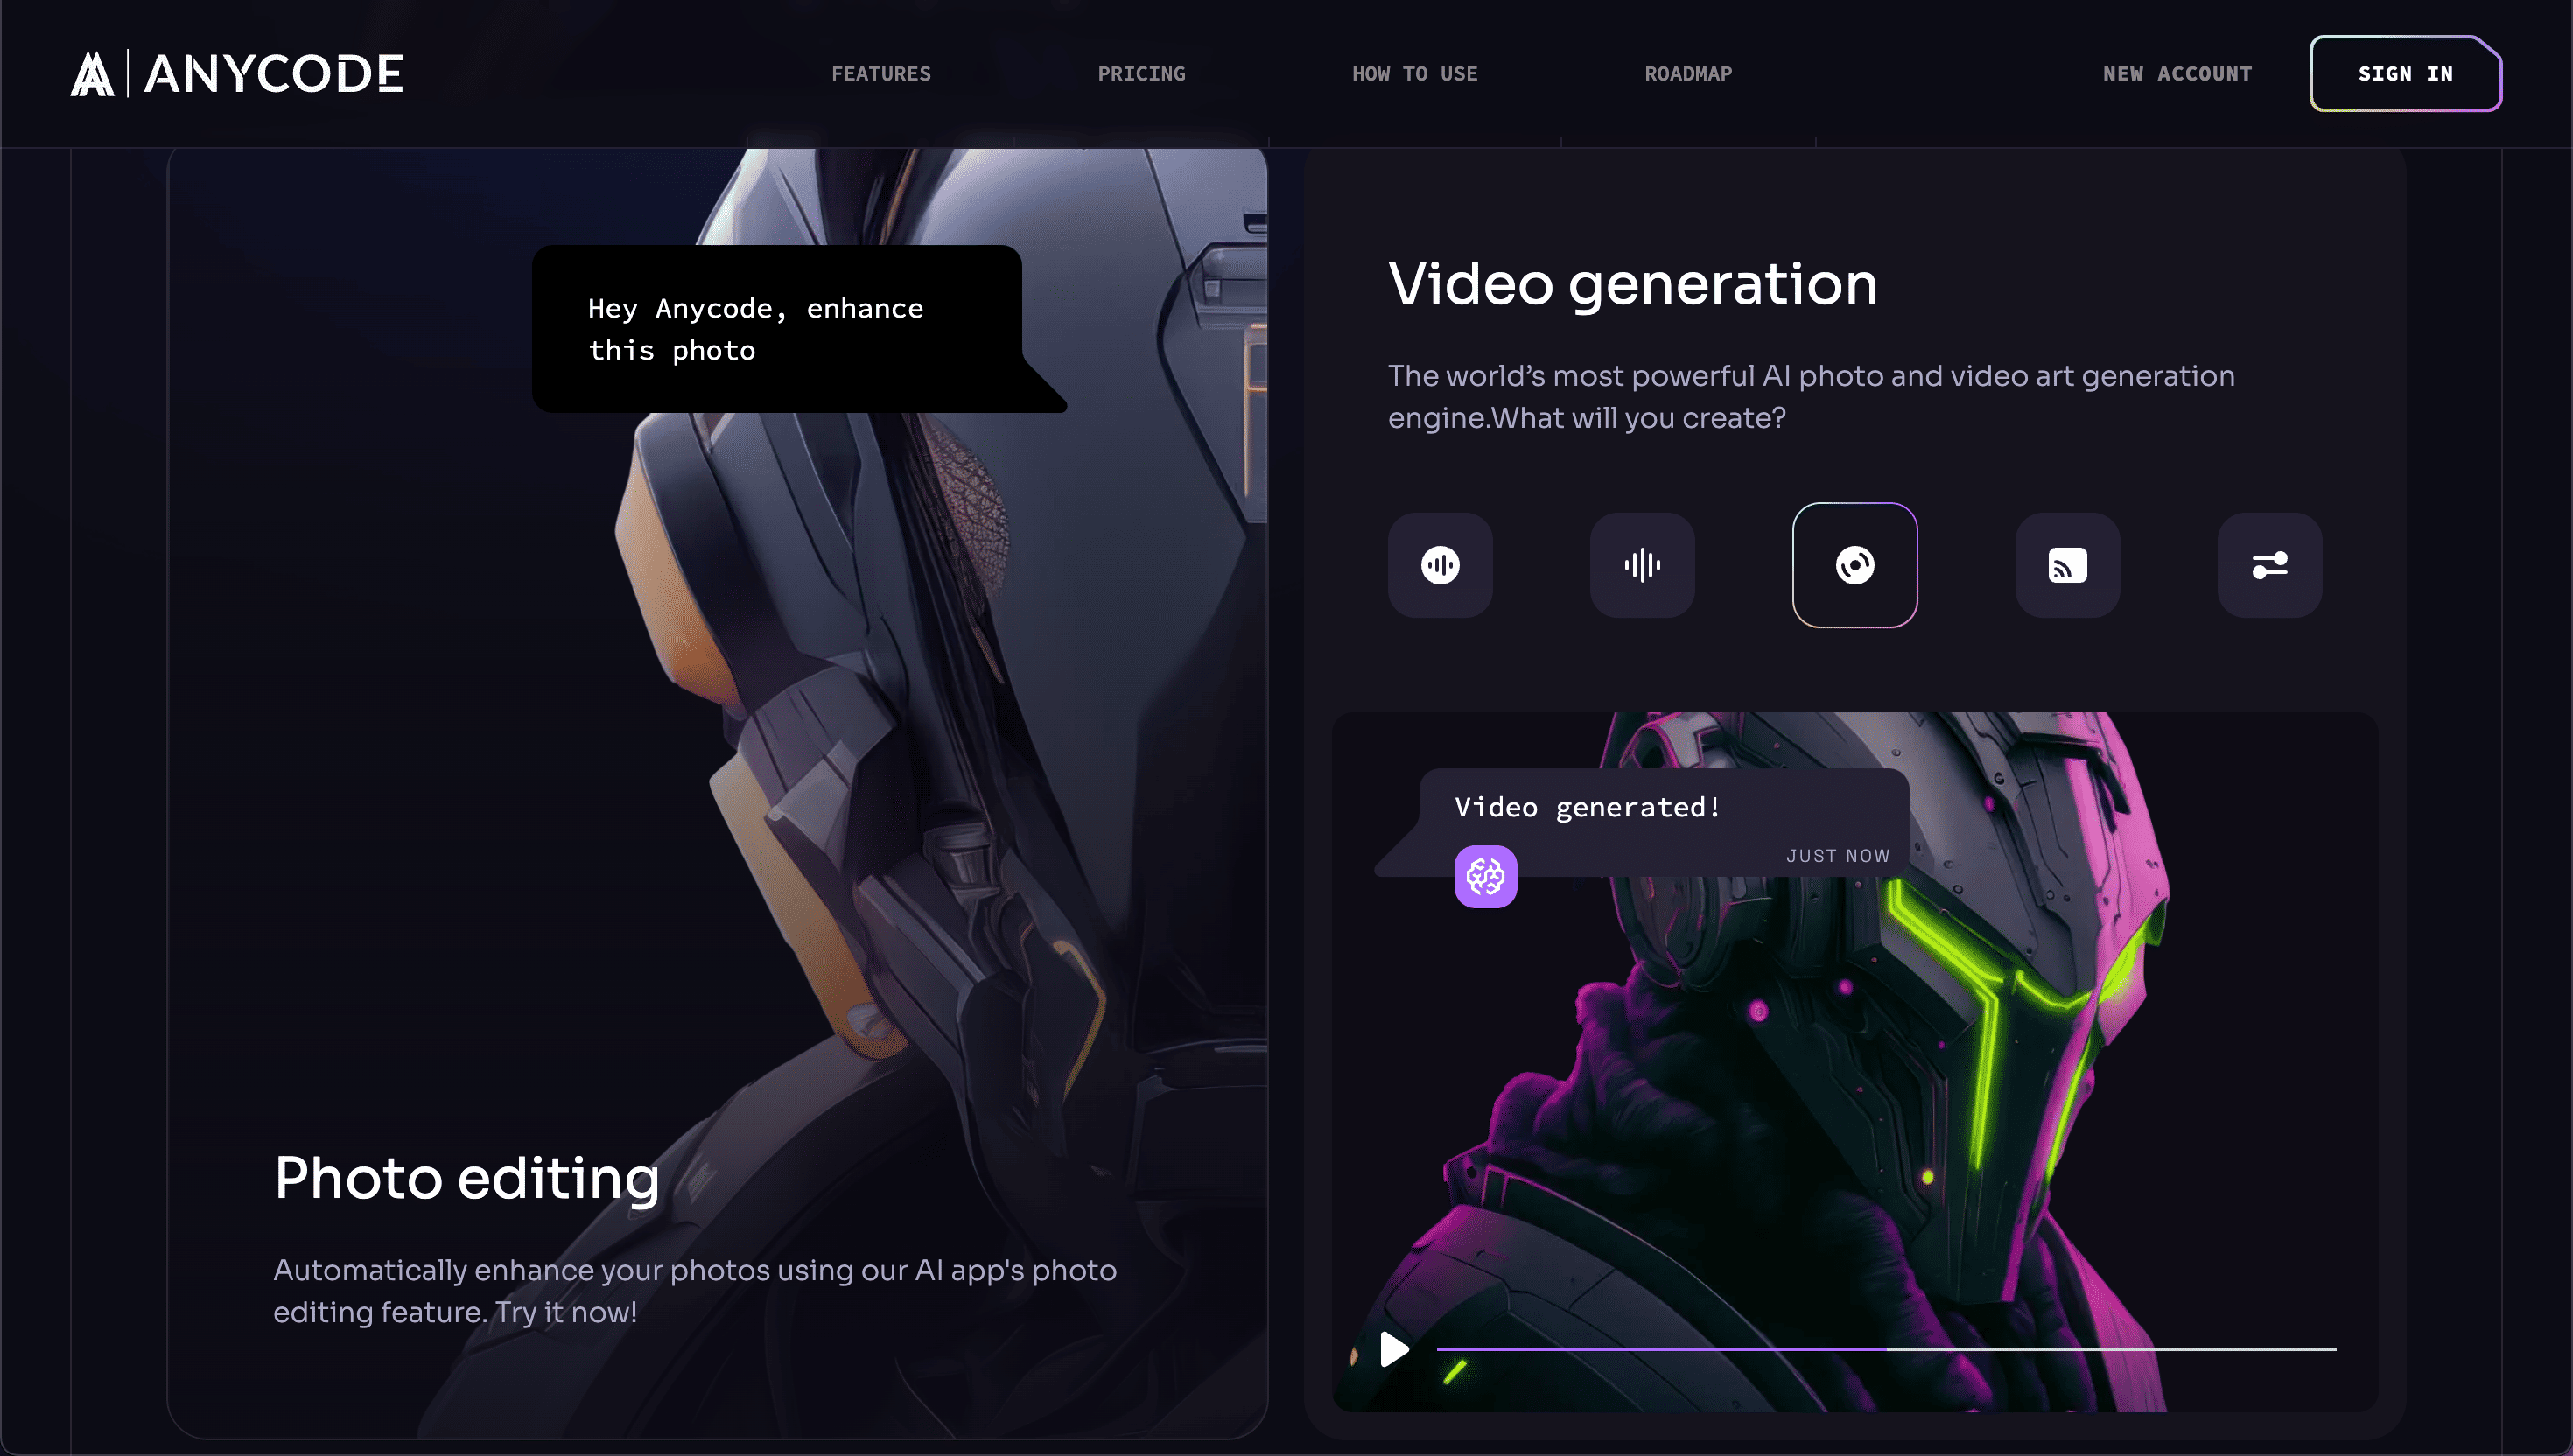 ANYCODE
FEATURES
PRICING
HOW TO USE
ROADMAP
NEW ACCOUNT
SIGN IN
Hey Anycode, enhance
this photo
Photo editing
Automatically enhance your photos using our AI app's photo
editing feature. Try it now!
Video generation
The world’s most powerful AI photo and video art generation
engine.What will you create?
Video generated!
JUST NOW